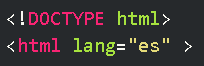 <!DOCTYPE html>
<html lang="es" >